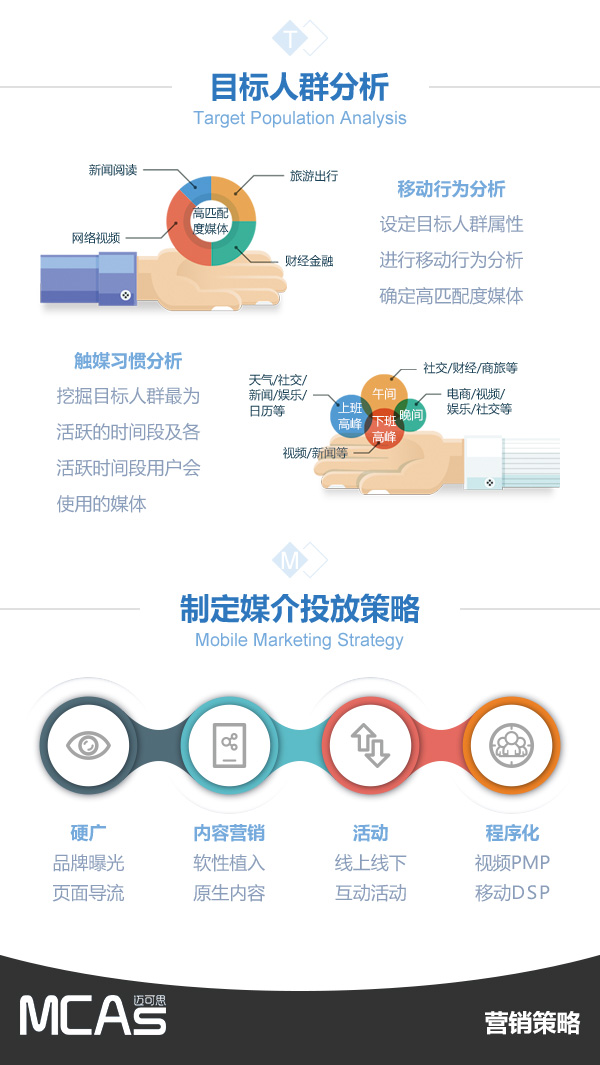 T
目标人群分析
Target Population Analysis
新闻阅读
旅游出行
高匹配
度媒体
网络视频
财经金融
移动行为分析
设定目标人群属性
进行移动行为分析
确定高匹配度媒体
触媒习惯分析
挖掘目标人群最为
活跃的时间段及各
活跃时间段用户会
使用的媒体
天气/社交/
新闻/娱乐/
日历等
社交/财经/商旅等
午间
电商/视频/
娱乐/社交等
上班
高峰
晚间
下班
高峰
视频/新闻等
M
制定媒介投放策略
Mobile Marketing Strategy
硬广
品牌曝光
页面导流
内容营销
软性植入
原生内容
活动
线上线下
互动活动
程序化
视频PMP
移动DSP
MCAs
迈可思
营销策略